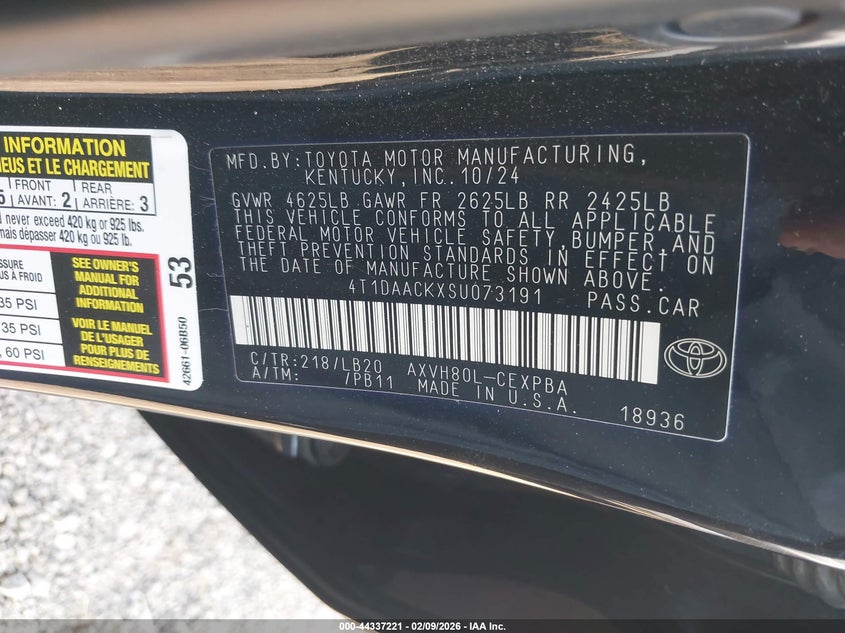 INFORMATION
EUS ET LE CHARGEMENT
5 FRONT AVANT: 2 REAR ARRIÈRE: 3
d never exceed 420 kg or 925 lbs.
mais dépasser 420 kg ou 925 lb.
À FROID
35 PSI
35 PSI
60 PSI
SEE OWNER'S
MANUAL FOR
ADDITIONAL
INFORMATION
VOIR LE MANUEL
DE L'USAGER
POUR PLUS DE
RENSEIGNEMENTS
53
42661-06B50
MFD.BY:TOYOTA MOTOR MANUFACTURING,
KENTUCKY,INC.10/24
GVWR 4625LB GAWR FR 2625LB RR 2425LB
THIS VEHICLE CONFORMS TO ALL APPLICABLE
FEDERAL MOTOR VEHICLE SAFETY,BUMPER,AND
THEFT PREVENTION STANDARDS IN EFFECT ON
THE DATE OF MANUFACTURE SHOWN ABOVE.
4T1DAACKXSU073191 PASS.CAR
C/TR:218/LB20 AXVH80L-CEXPBA
A/TM: /PB11 MADE IN U.S.A.
18936
000-44337221 - 02/09/2026 - IAA Inc.